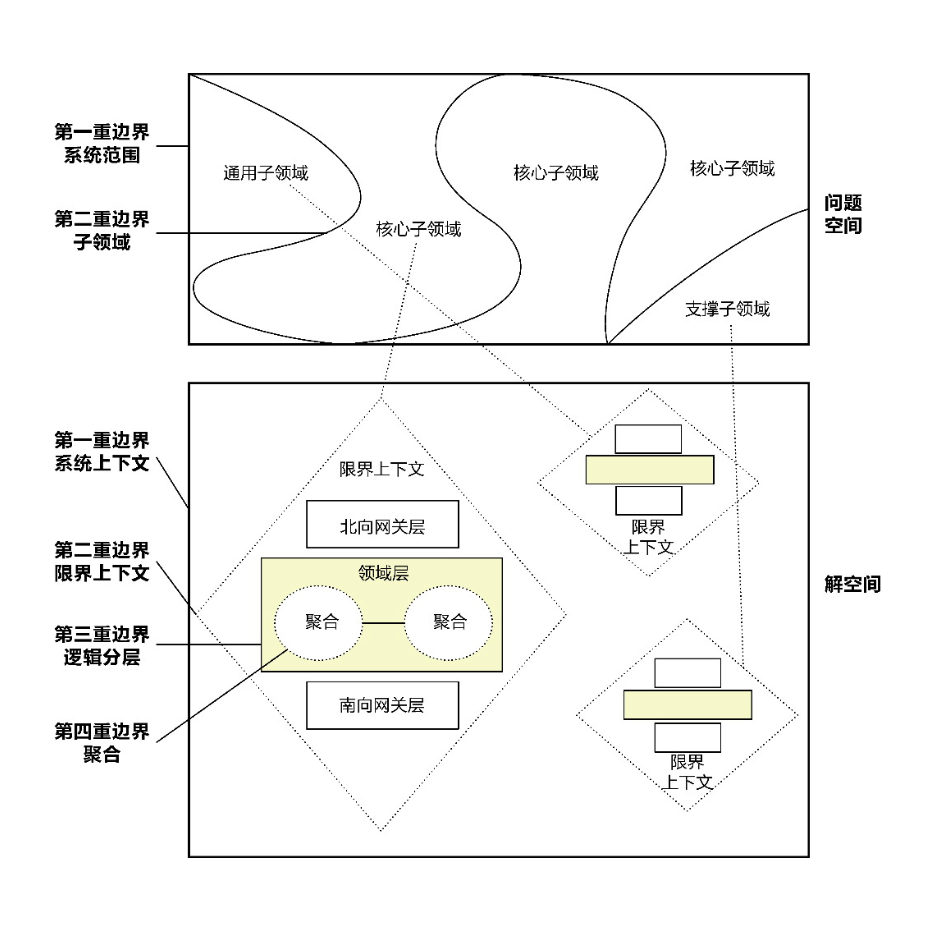 第一重边界
系统范围
第二重边界
子领域
通用子领域
核心子领域
核心子领域
核心子领域
支撑子领域
问题
空间
第一重边界
系统上下文
第二重边界
限界上下文
第三重边界
逻辑分层
第四重边界
聚合
限界上下文
北向网关层
领域层
聚合
聚合
南向网关层
限界
上下文
限界
上下文
解空间